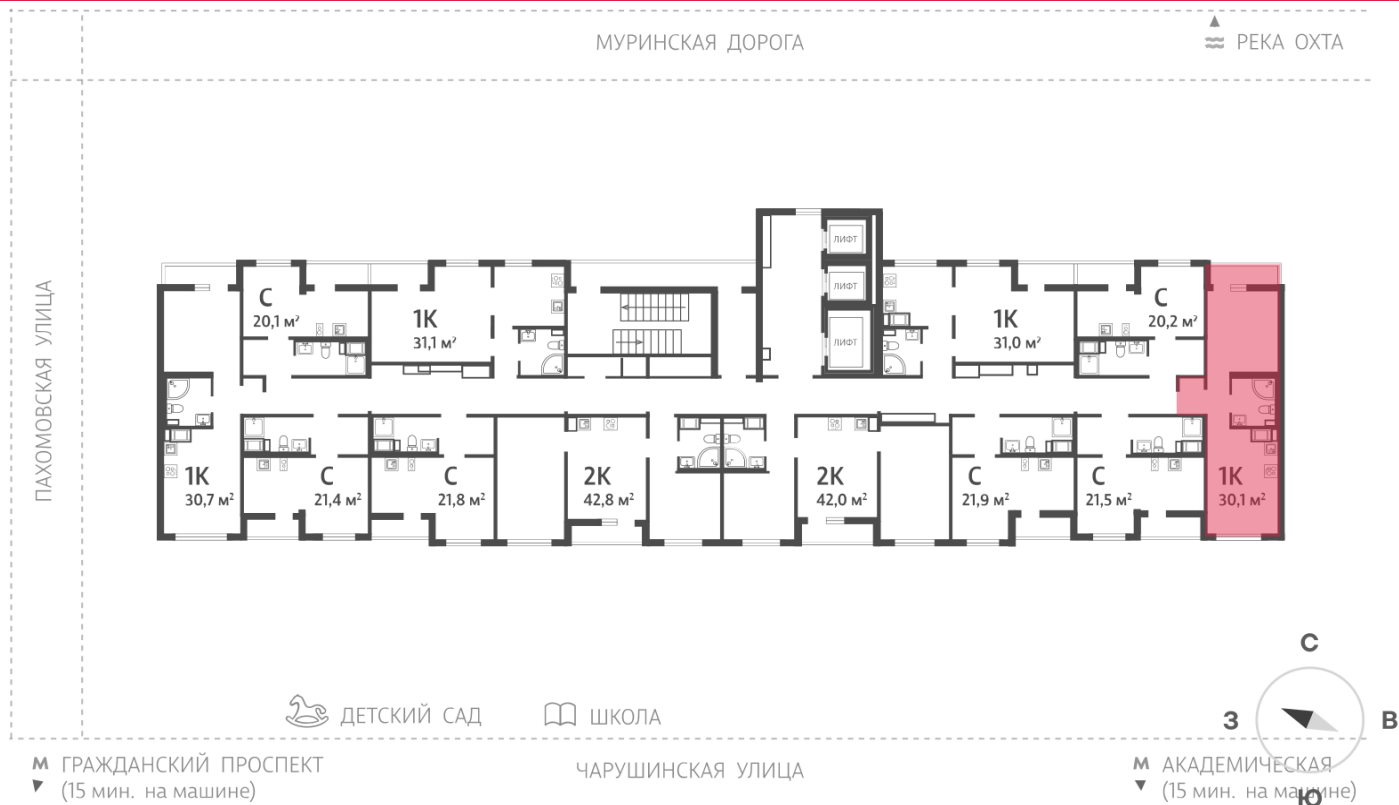 МУРИНСКАЯ ДОРОГА
РЕКА ОХТА
ПАХОМОВСКАЯ УЛИЦА
ЛИФТ
ЛИФТ
ЛИФТ
С
20,1 м²
1К
31,1 м²
1К
31,0 м²
С
20,2 м²
1К
30,7 м²
С
21,4 м²
С
21,8 м²
2К
42,8 м²
2К
42,0 м²
С
21,9 м²
С
21,5 м²
1К
30,1 м²
С
З
В
Ю
ДЕТСКИЙ САД
ШКОЛА
М ГРАЖДАНСКИЙ ПРОСПЕКТ
(15 мин. на машине)
ЧАРУШИНСКАЯ УЛИЦА
М АКАДЕМИЧЕСКАЯ
(15 мин. на машине)